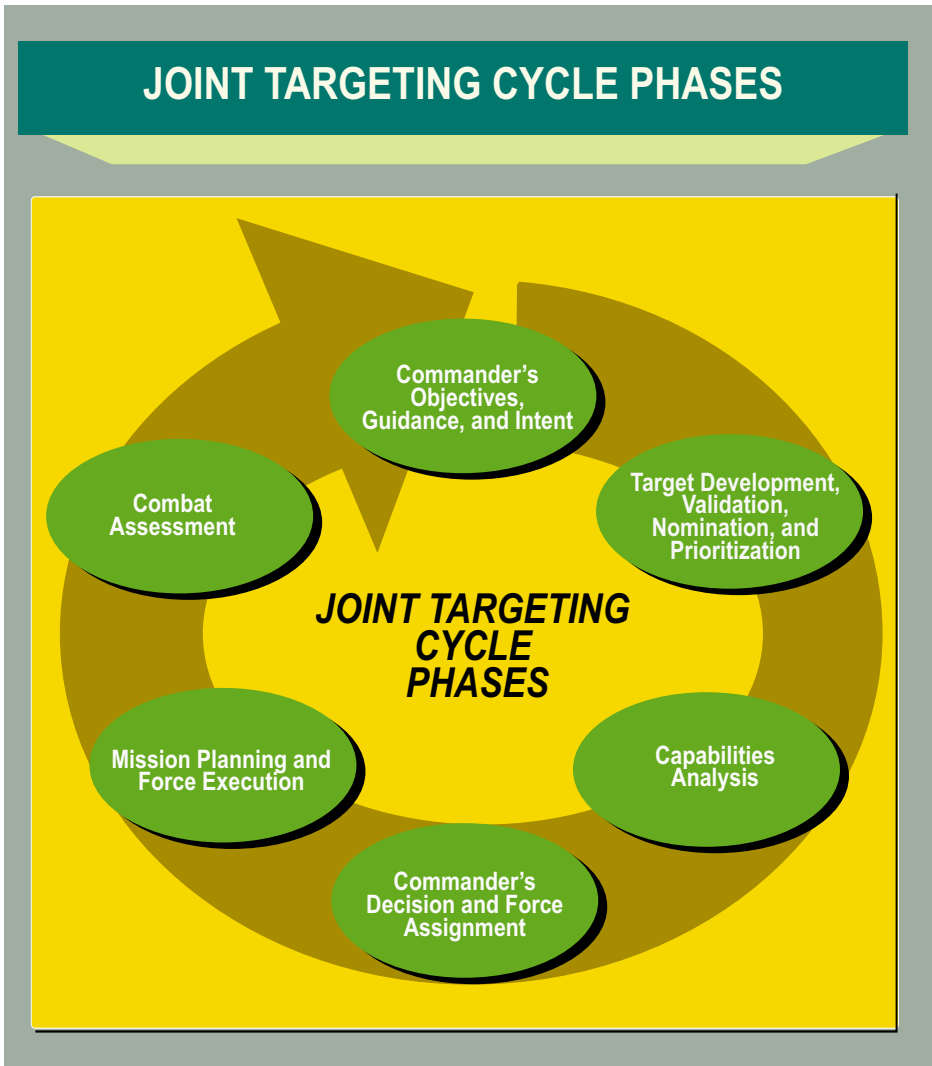 JOINT TARGETING CYCLE PHASES
Commander’s
Objectives,
Guidance, and Intent
Target Development,
Validation,
Nomination, and
Prioritization
Combat
Assessment
JOINT TARGETING
CYCLE
PHASES
Mission Planning and
Force Execution
Capabilities
Analysis
Commander’s
Decision and Force
Assignment